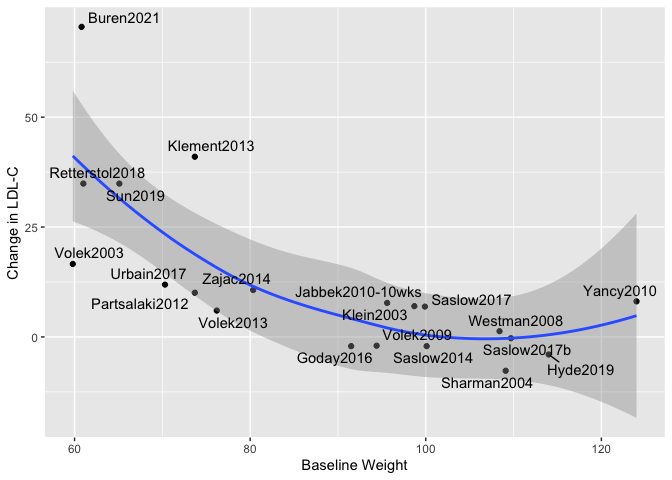 Buren2021
50
Klement2013
Retterstol2018
Sun2019
25
Volek2003
Urbain2017
Zajac2014
Partsalaki2012
Volek2013
Jabbek2010-10wks
Saslow2017
Klein2003
Yancy2010
Westman2008
0
Volek2009
Goday2016
Saslow2014
Saslow2017b
Hyde2019
Sharman2004
Change in LDL-C
60
80
100
120
Baseline Weight